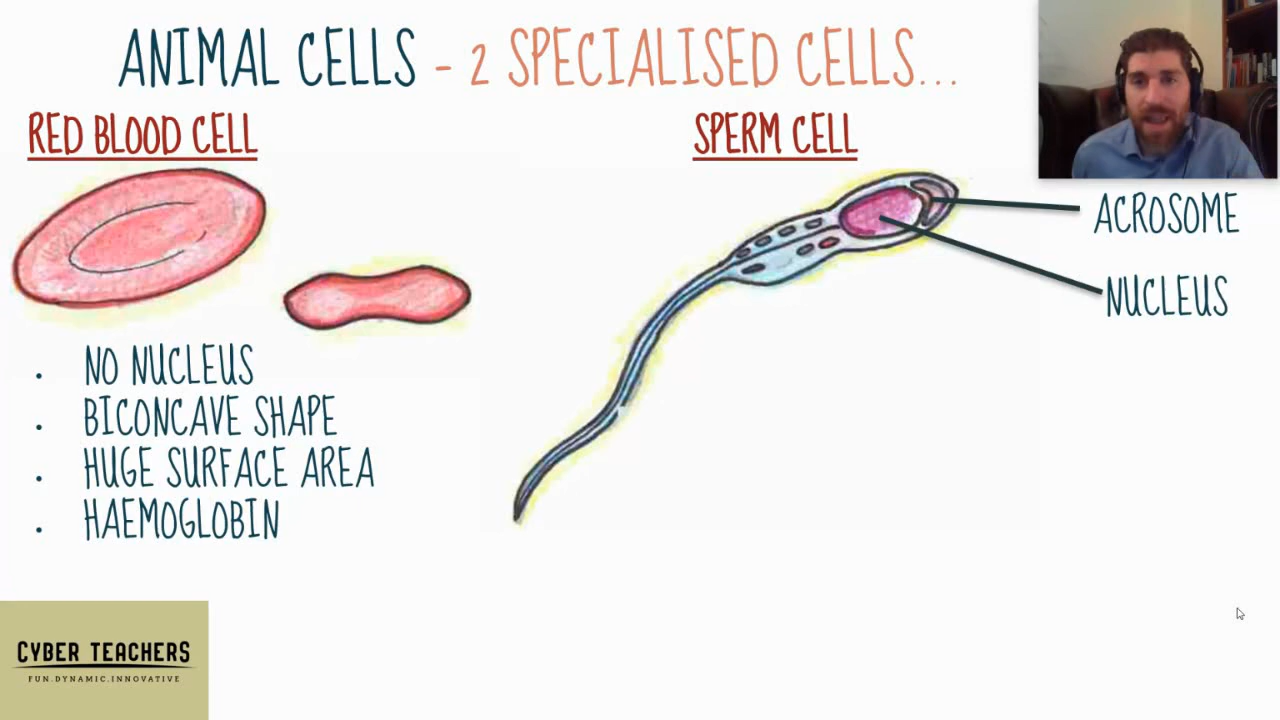 ANIMAL CELLS - 2 SPECIALISED CELLS...
RED BLOOD CELL
• NO NUCLEUS
• BICONCAVE SHAPE
• HUGE SURFACE AREA
• HAEMOGLOBIN
SPERM CELL
ACROSOME
NUCLEUS
CYBER TEACHERS
FUN.DYNAMIC.INNOVATIVE